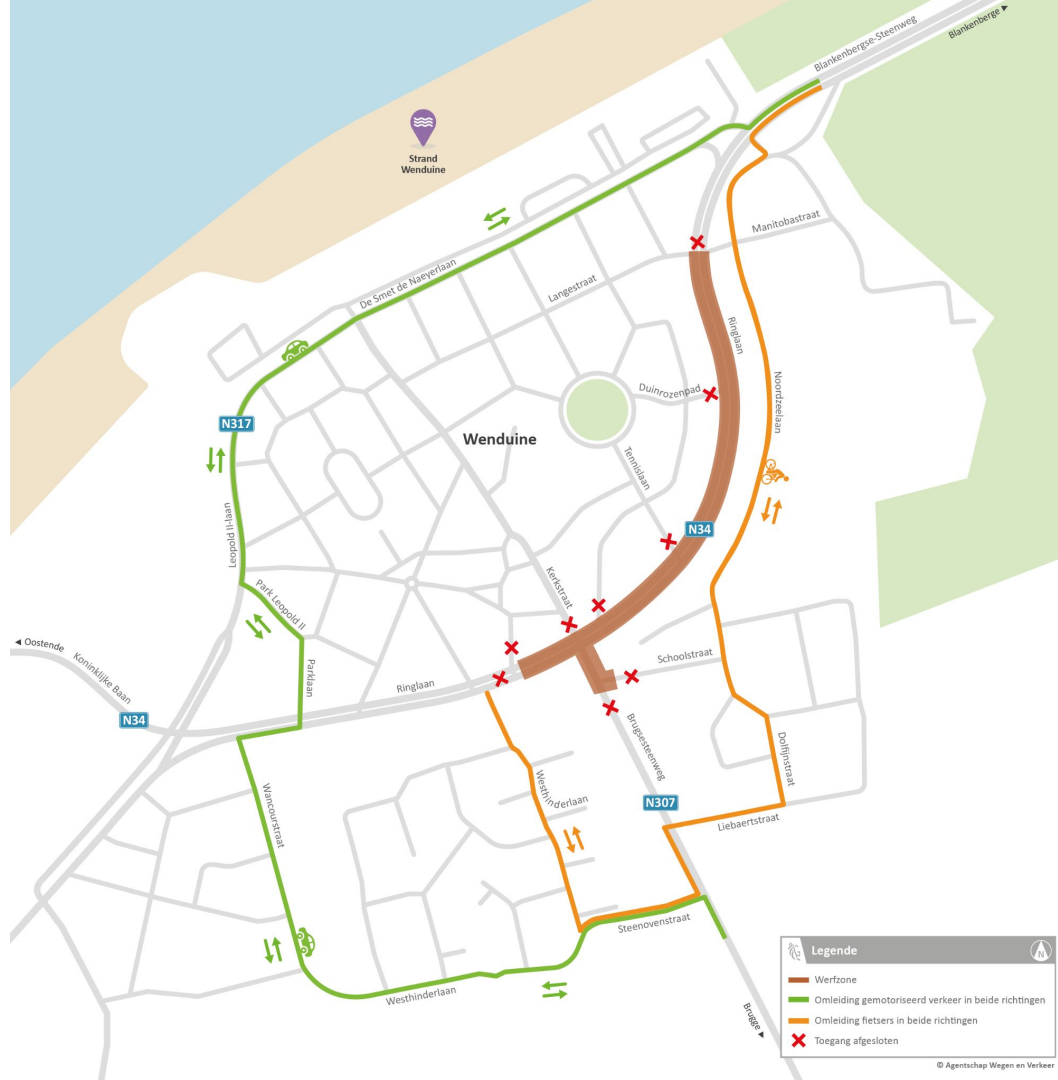 Blankenbergse-Steenweg
Blankenberge ►
Strand
Wenduine
Manitobastraat
De Smet de Naeyerlaan
Langestraat
Ringlaan
Duinrozenpad
Noordzeelaan
N317
Wenduine
Tennislaan
Leopold II-laan
N34
Park Leopold II
Kerkstraat
◄ Oostende
Koninklijke Baan
Parklaan
Ringlaan
Schoolstraat
N34
Brugsesteenweg
Dolfijnstraat
Wancourstraat
Westhinderlaan
N307
Liebaertstraat
Steenovenstraat
Westhinderlaan
Brugge ►
Legende
N
Werfzone
Omleiding gemotoriseerd verkeer in beide richtingen
Omleiding fietsers in beide richtingen
Toegang afgesloten
© Agentschap Wegen en Verkeer